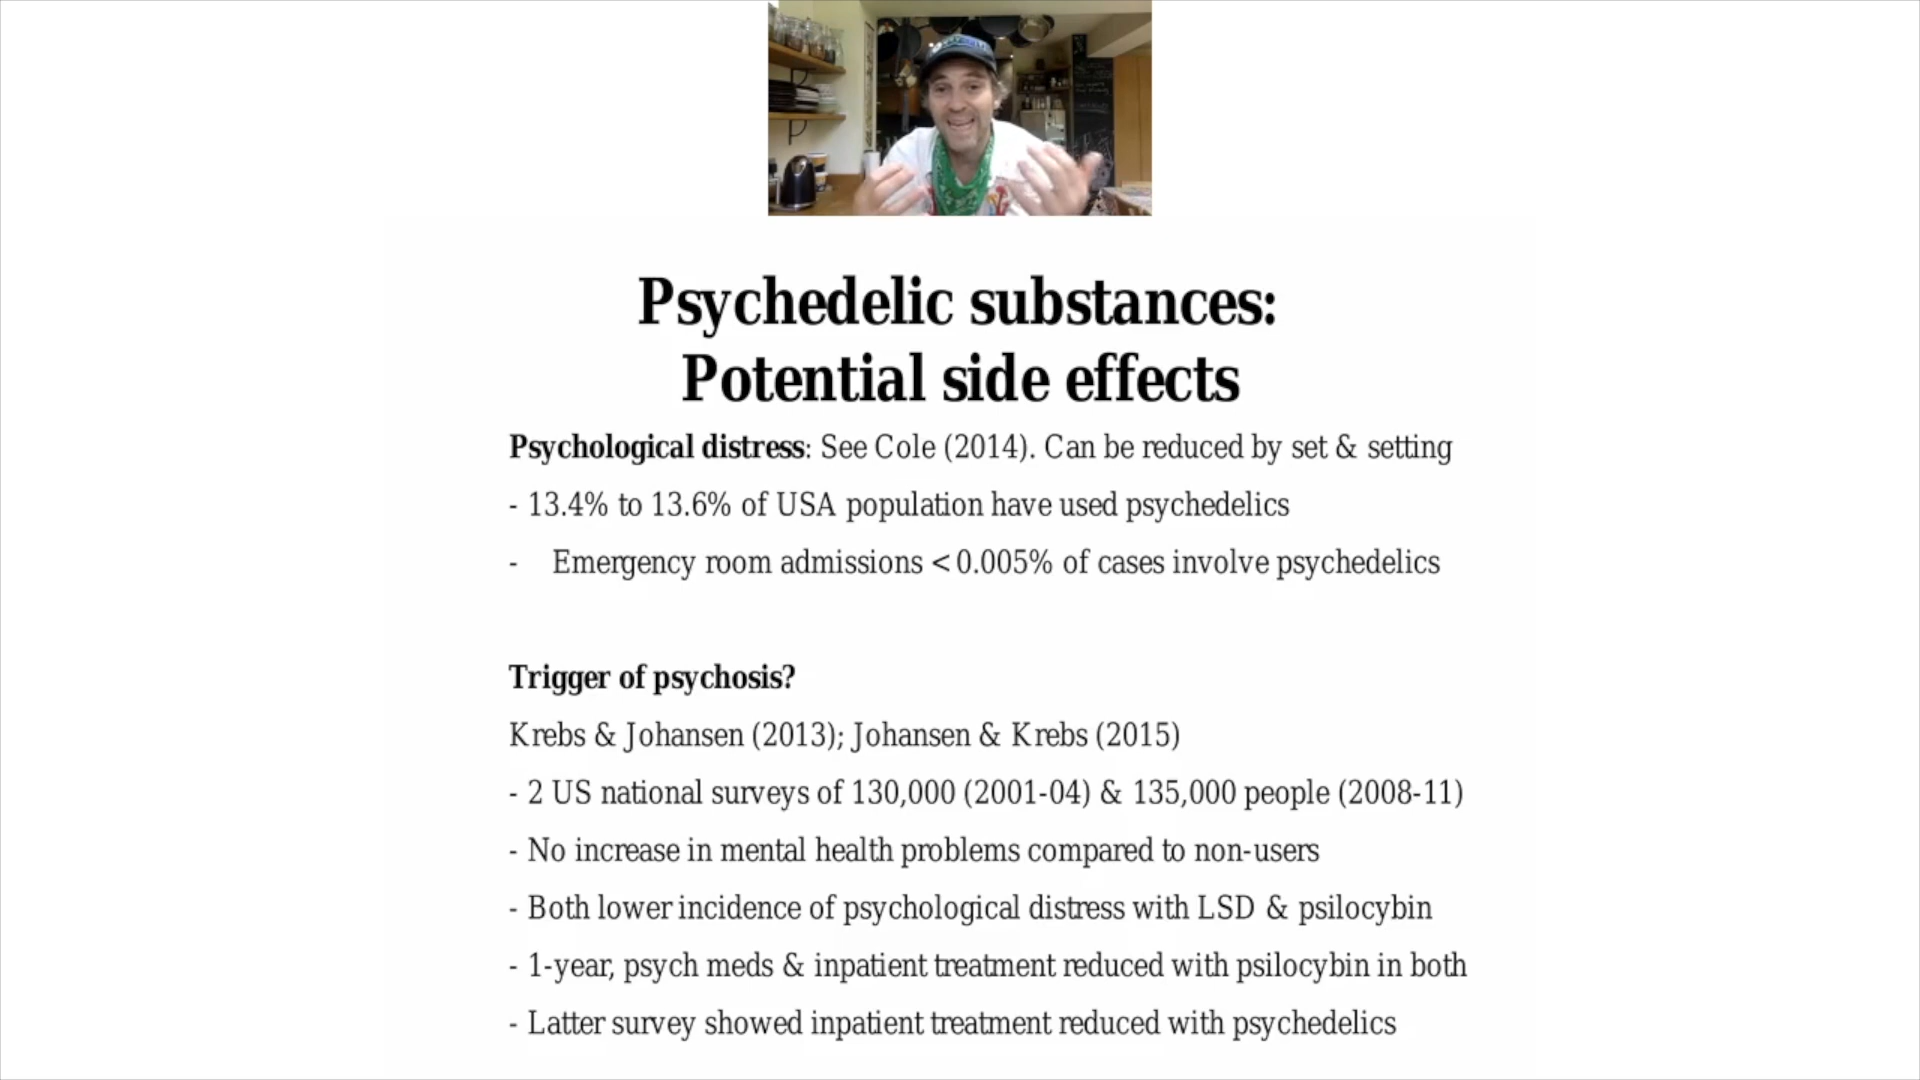 Psychedelic substances:
Potential side effects
Psychological distress: See Cole (2014). Can be reduced by set & setting
- 13.4% to 13.6% of USA population have used psychedelics
- Emergency room admissions < 0.005% of cases involve psychedelics
Trigger of psychosis?
Krebs & Johansen (2013); Johansen & Krebs (2015)
- 2 US national surveys of 130,000 (2001-04) & 135,000 people (2008-11)
- No increase in mental health problems compared to non-users
- Both lower incidence of psychological distress with LSD & psilocybin
- 1-year, psych meds & inpatient treatment reduced with psilocybin in both
- Latter survey showed inpatient treatment reduced with psychedelics